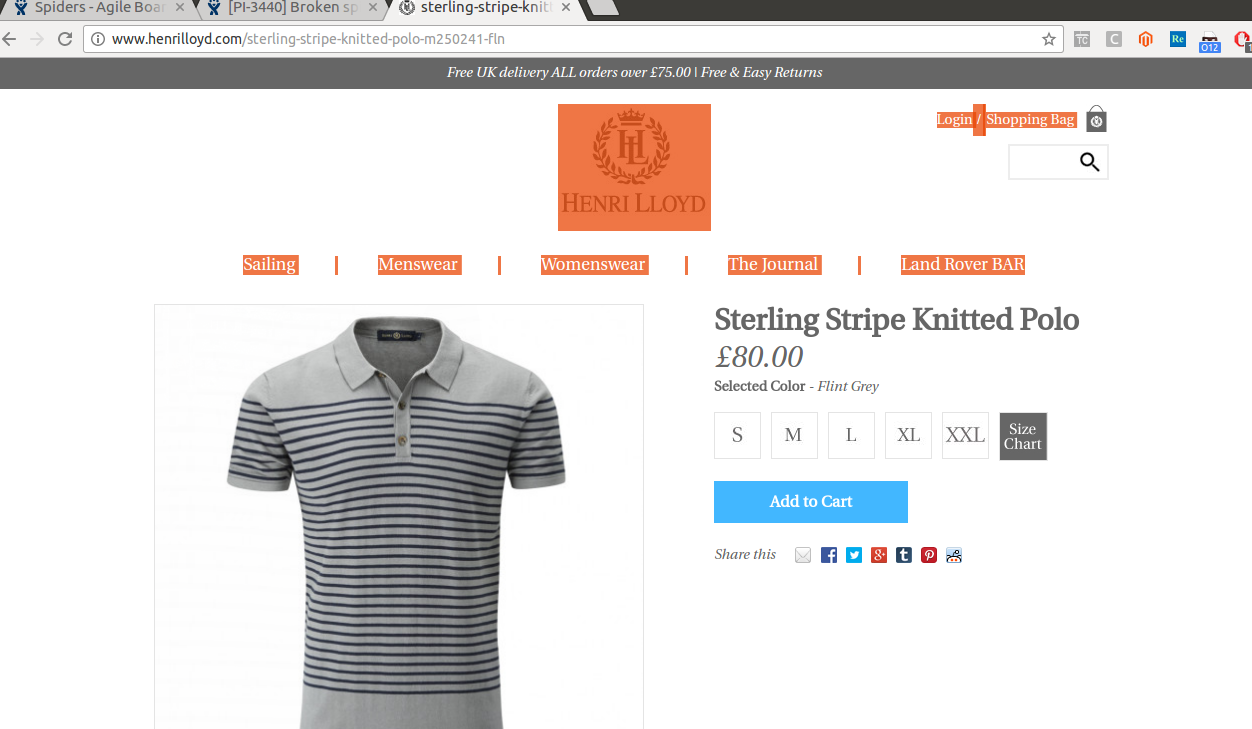 Spiders - Agile Boar
[PI-3440] Broken sp
sterling-stripe-knit
www.henrilloyd.com/sterling-stripe-knitted-polo-m250241-fln
TC
C
Re
O12
Free UK delivery ALL orders over £75.00 | Free & Easy Returns
HL
HENRI LLOYD
Login / Shopping Bag
Sailing | Menswear | Womenswear | The Journal | Land Rover BAR
Sterling Stripe Knitted Polo
£80.00
Selected Color - Flint Grey
S M L XL XXL Size
Chart
Add to Cart
Share this